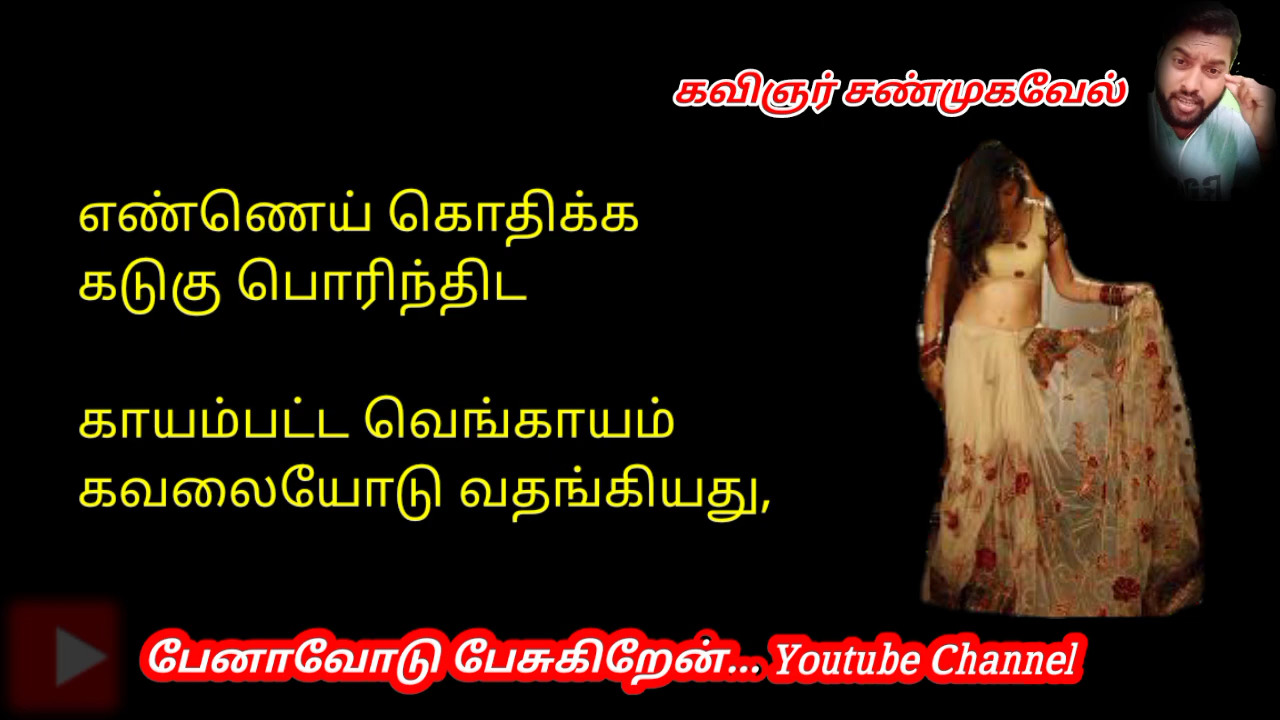 கவிஞர் சண்முகவேல்
எண்ணெய் கொதிக்க
கடுகு பொரிந்திட
காயம்பட்ட வெங்காயம்
கவலையோடு வதங்கியது,
பேனாவோடு பேசுகிறேன்... Youtube Channel